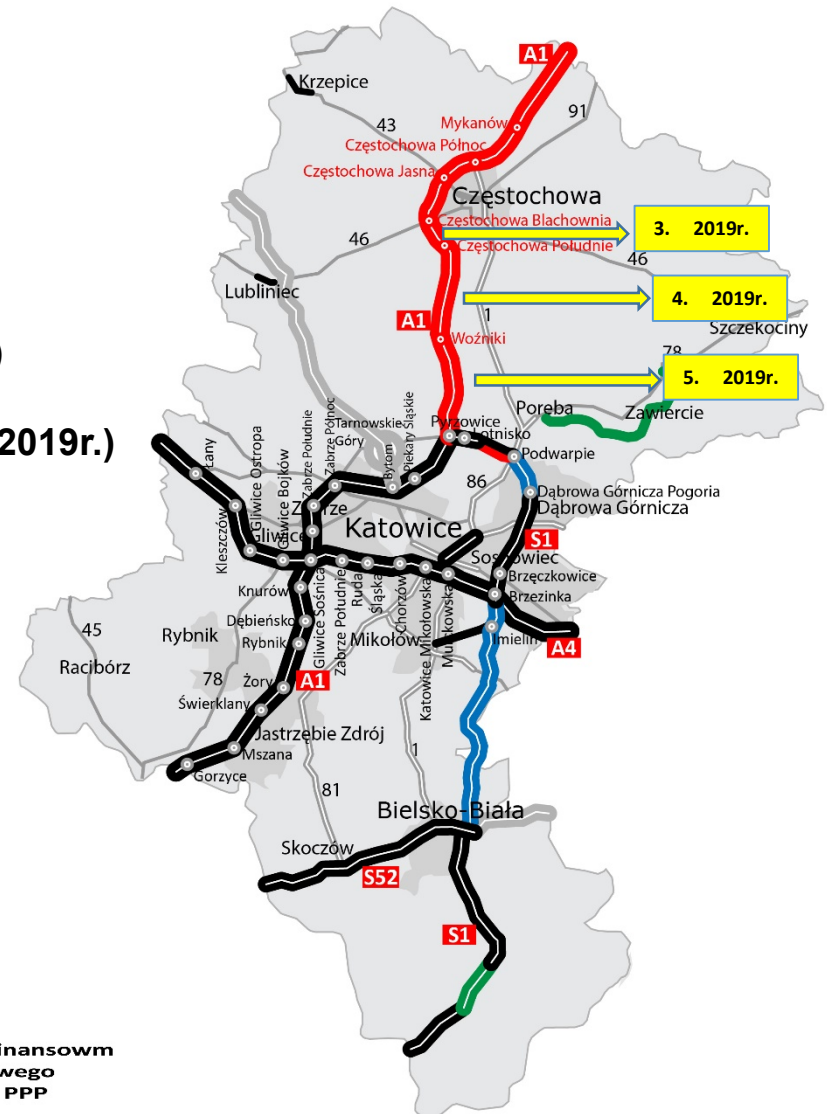 A1
Krzepice
43
91
Mykanów
Częstochowa Północ
Częstochowa Jasna
Częstochowa
Częstochowa Blachownia
3. 2019r.
46
Częstochowa Południe
46
Lubliniec
4. 2019r.
A1
1
Szczekociny
Woźniki
)
78
5. 2019r.
Poręba
Zawiercie
2019r.)
Tarnowskie
Góry
Pyrzowice
Lotnisko
Podwarpie
Łany
Gliwice Ostropa
Gliwice Bojków
Zabrze Południe
Zabrze Północ
Bytom
Piekary Śląskie
86
Dąbrowa Górnicza Pogoria
Dąbrowa Górnicza
Kleszczów
Zabrze
Gliwice
Katowice
S1
Sosnowiec
Brzęczkowice
Brzezinka
Knurów
Gliwice Sośnica
Zabrze Południe
Ruda
Śląska
Chorzów
Katowice Mikołowska
Murckowska
Dębieńsko
45
Rybnik
Rybnik
Mikołów
Imielin
A4
Racibórz
78
Żory
A1
Świerklany
Jastrzębie Zdrój
Mszana
1
Gorzyce
81
Bielsko-Biała
Skoczów
S52
S1
inansowm
wego
PPP